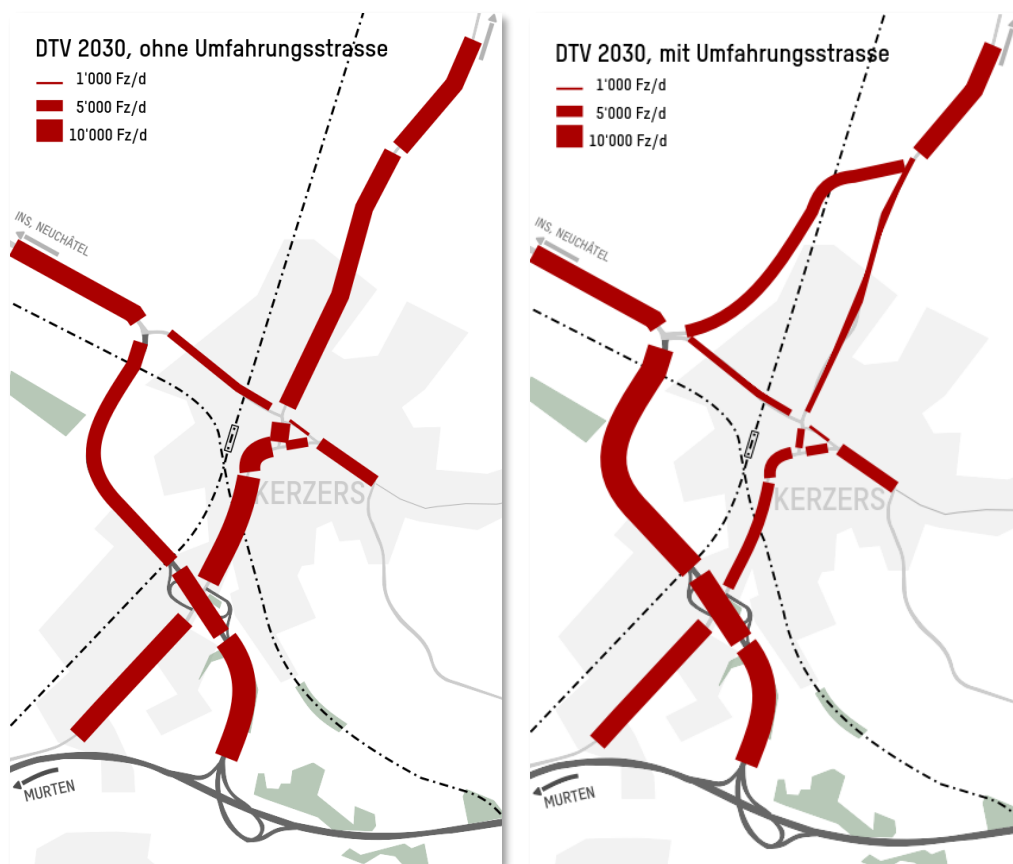 DTV 2030, ohne Umfahrungsstrasse
1'000 Fz/d
5'000 Fz/d
10'000 Fz/d
INS, NEUCHÂTEL
KERZERS
MURTEN
DTV 2030, mit Umfahrungsstrasse
1'000 Fz/d
5'000 Fz/d
10'000 Fz/d
INS, NEUCHÂTEL
KERZERS
MURTEN